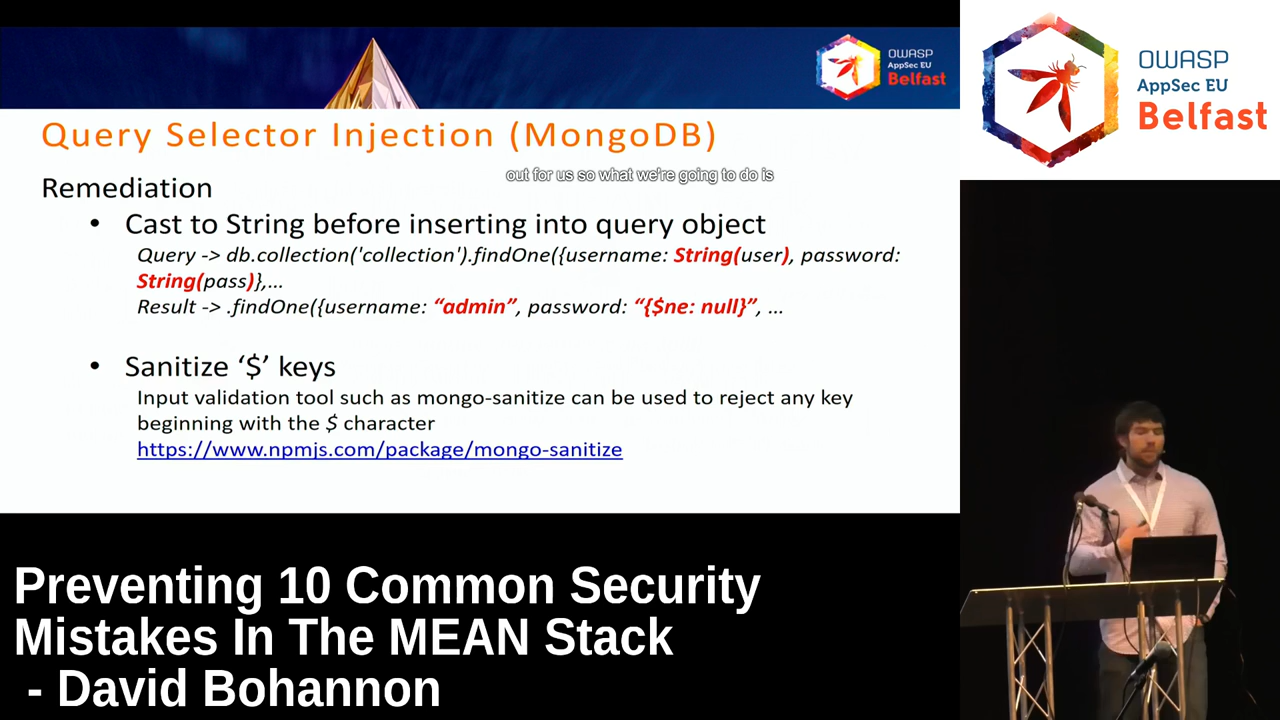 OWASP
AppSec EU
Belfast
Query Selector Injection (MongoDB)
out for us so what we're going to do is
Remediation
• Cast to String before inserting into query object
Query -> db.collection('collection').findOne({username: String(user), password:
String(pass)},...
Result -> .findOne({username: “admin”, password: “{$ne: null}”, ...
• Sanitize ‘$’ keys
Input validation tool such as mongo-sanitize can be used to reject any key
beginning with the $ character
https://www.npmjs.com/package/mongo-sanitize
OWASP
AppSec EU
Belfast
Preventing 10 Common Security
Mistakes In The MEAN Stack
- David Bohannon